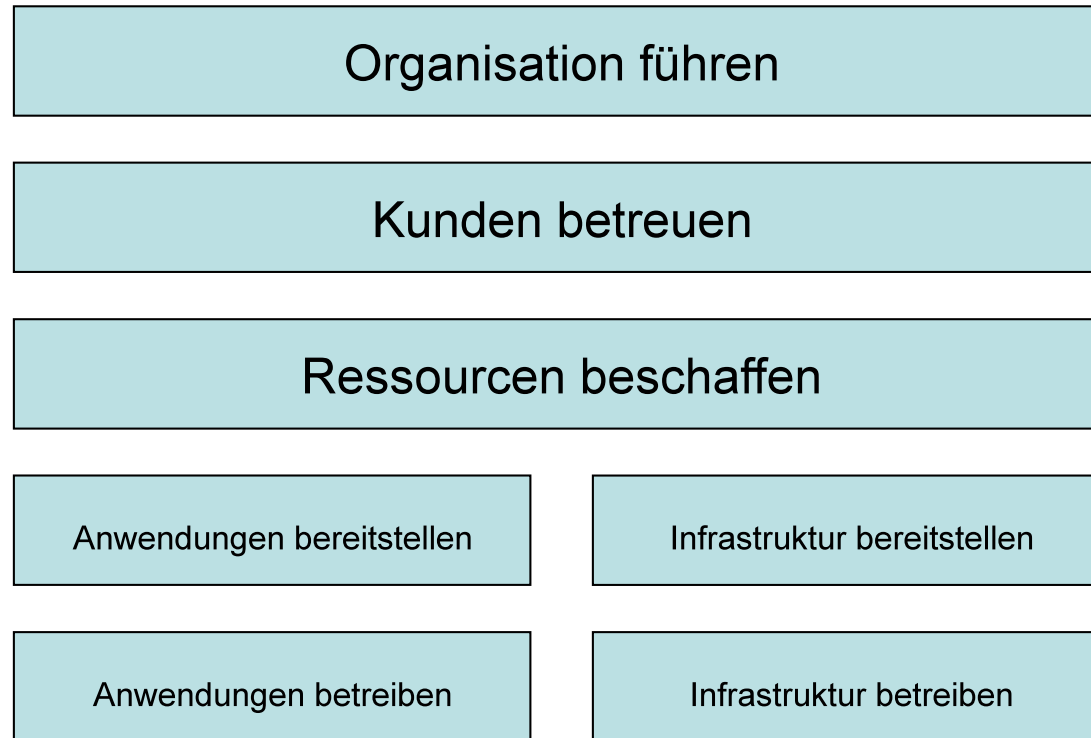 Organisation führen
Kunden betreuen
Ressourcen beschaffen
Anwendungen bereitstellen
Infrastruktur bereitstellen
Anwendungen betreiben
Infrastruktur betreiben